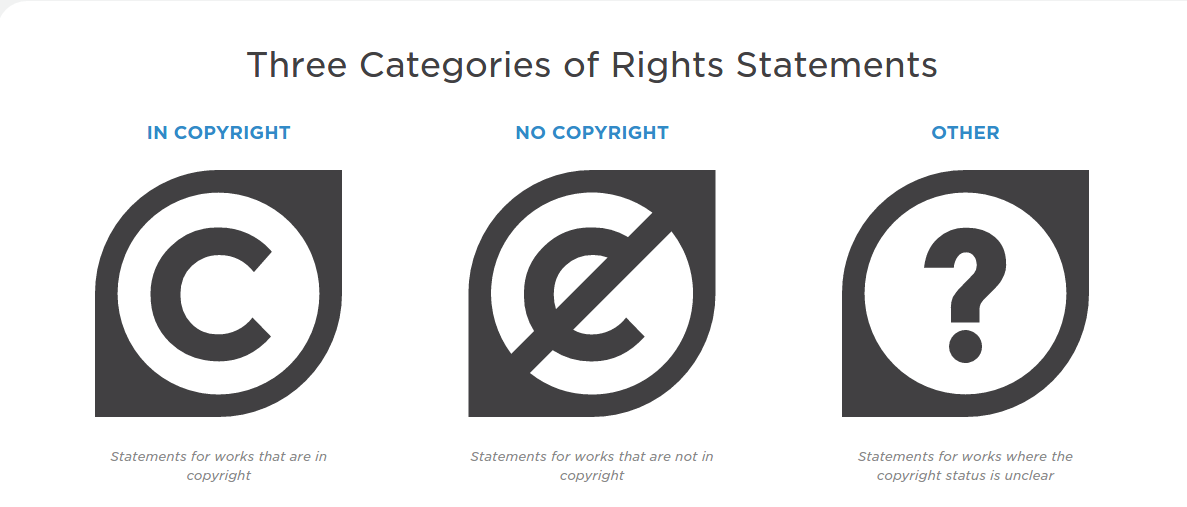 Three Categories of Rights Statements
IN COPYRIGHT
C
Statements for works that are in
copyright
NO COPYRIGHT
C
Statements for works that are not in
copyright
OTHER
?
Statements for works where the
copyright status is unclear